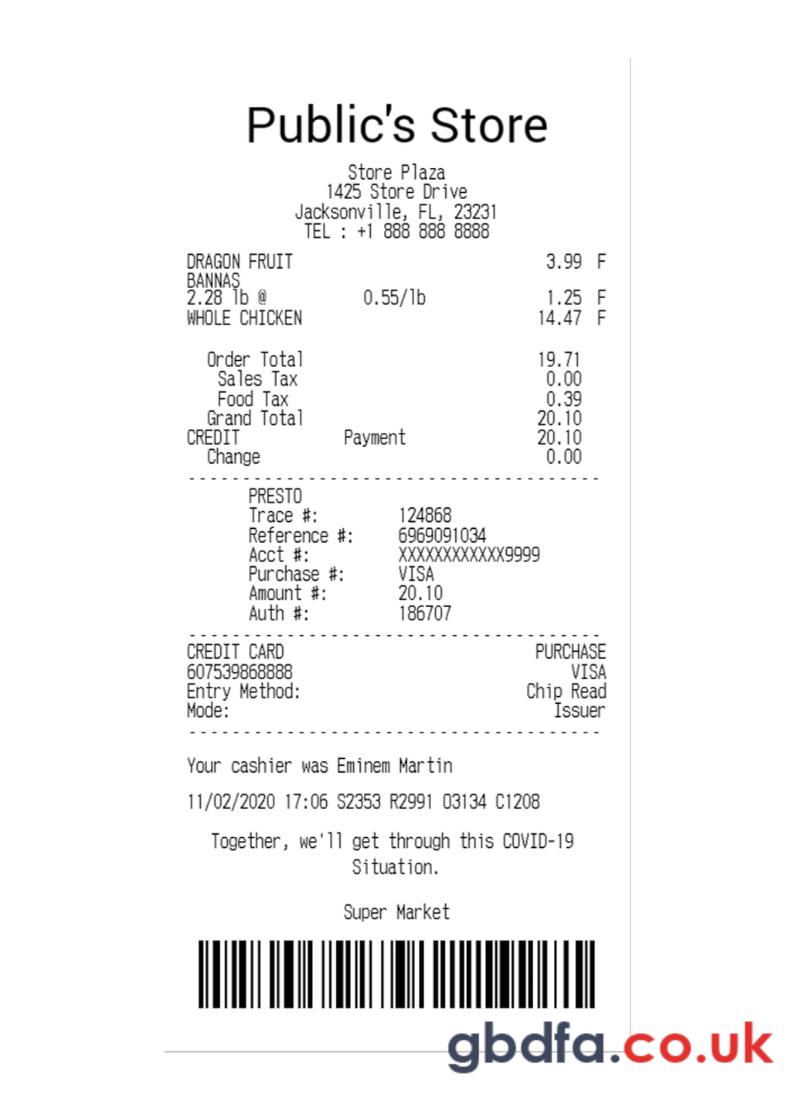 Public's Store
Store Plaza
1425 Store Drive
Jacksonville, FL, 23231
TEL : +1 888 888 8888
DRAGON FRUIT 3.99 F
BANNAS
2.28 lb @ 0.55/lb 1.25 F
WHOLE CHICKEN 14.47 F
Order Total 19.71
Sales Tax 0.00
Food Tax 0.39
Grand Total 20.10
CREDIT Payment 20.10
Change 0.00
PRESTO
Trace #: 124868
Reference #: 6969091034
Acct #: XXXXXXXXXXXX9999
Purchase #: VISA
Amount #: 20.10
Auth #: 186707
CREDIT CARD PURCHASE
607539868888 VISA
Entry Method: Chip Read
Mode: Issuer
Your cashier was Eminem Martin
11/02/2020 17:06 S2353 R2991 O3134 C1208
Together, we'll get through this COVID-19
Situation.
Super Market
gbdfa.co.uk